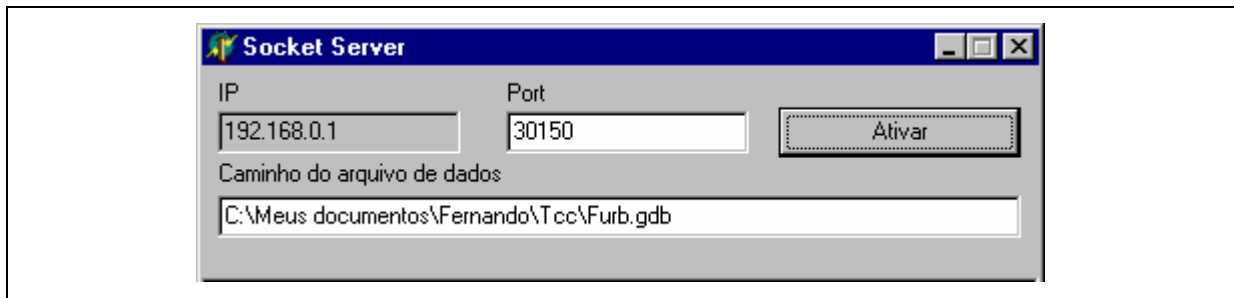 Socket Server
IP Port
192.168.0.1 30150 Ativar
Caminho do arquivo de dados
C:\Meus documentos\Fernando\Tcc\Furb.gdb